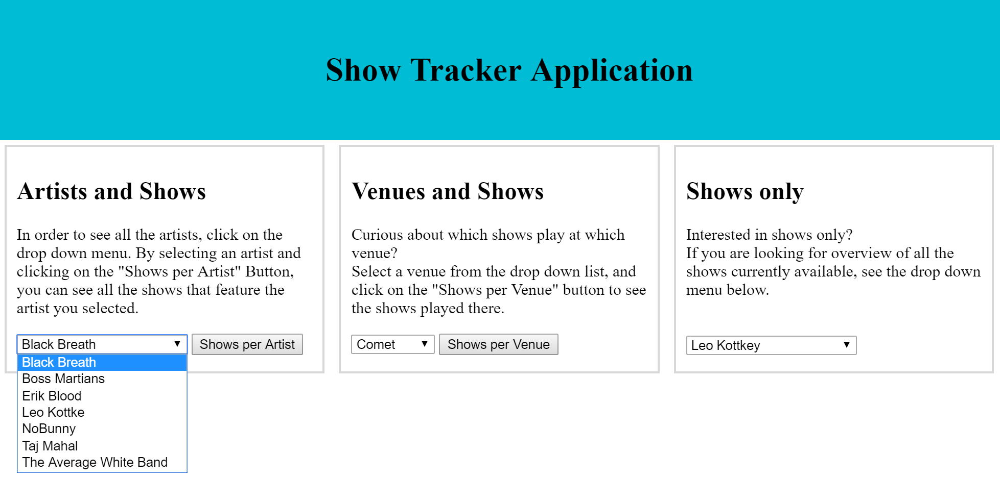 Show Tracker Application
Artists and Shows
In order to see all the artists, click on the
drop down menu. By selecting an artist and
clicking on the "Shows per Artist" Button,
you can see all the shows that feature the
artist you selected.
Black Breath
Shows per Artist
Black Breath
Boss Martians
Erik Blood
Leo Kottke
NoBunny
Taj Mahal
The Average White Band
Venues and Shows
Curious about which shows play at which
venue?
Select a venue from the drop down list, and
click on the "Shows per Venue" button to see
the shows played there.
Comet
Shows per Venue
Shows only
Interested in shows only?
If you are looking for overview of all the
shows currently available, see the drop down
menu below.
Leo Kottkey